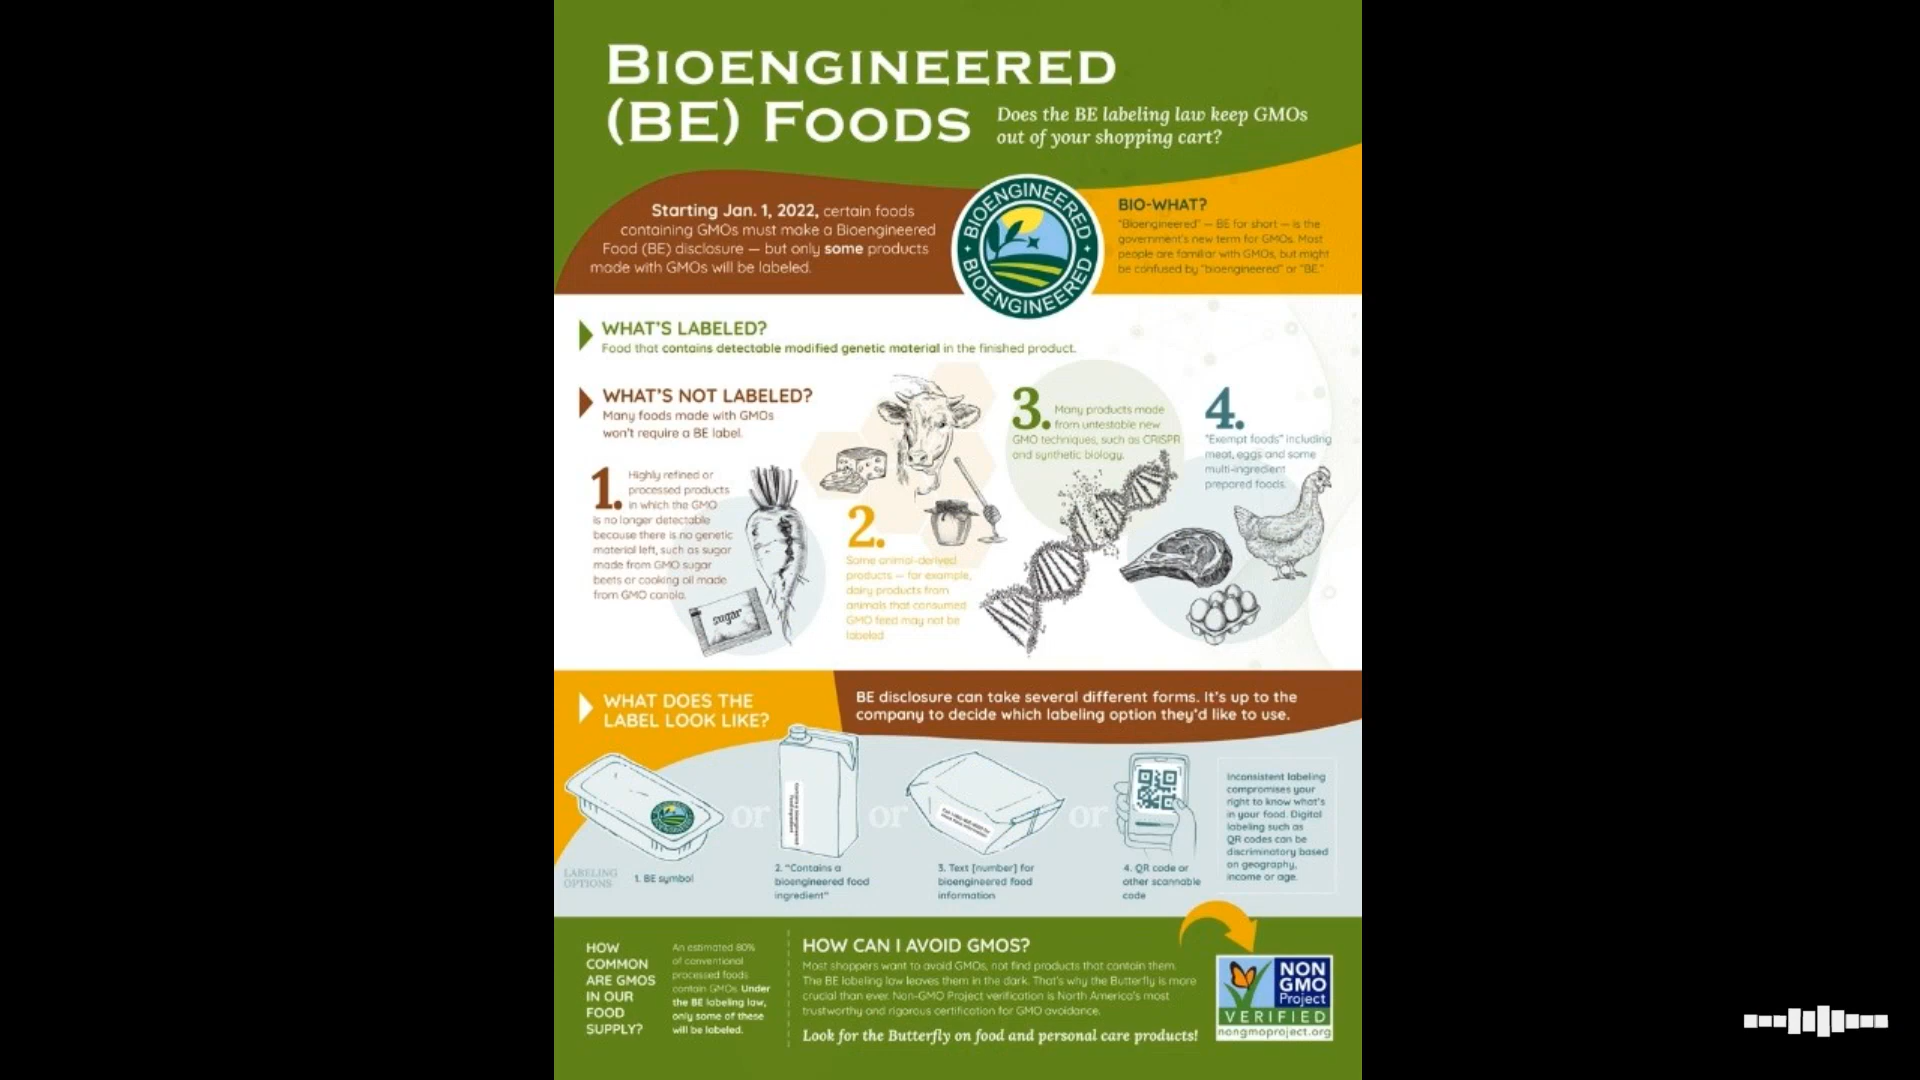 BIOENGINEERED
(BE) FOODS
Does the BE labeling law keep GMOs
out of your shopping cart?
Starting Jan. 1, 2022, certain foods
containing GMOs must make a Bioengineered
Food (BE) disclosure — but only some products
made with GMOs will be labeled.
BIOENGINEERED
BIOENGINEERED
BIO-WHAT?
"Bioengineered" — BE for short — is the
government's new term for GMOs. Most
people are familiar with GMOs, but might
be confused by "bioengineered" or "BE."
WHAT'S LABELED?
Food that contains detectable modified genetic material in the finished product.
WHAT'S NOT LABELED?
Many foods made with GMOs
won't require a BE label.
1. Highly refined or
processed products
in which the GMO
is no longer detectable
because there is no genetic
material left, such as sugar
made from GMO sugar
beets or cooking oil made
from GMO canola.
sugar
2.
Some animal-derived
products — for example,
dairy products from
animals that consumed
GMO feed may not be
labeled
3. Many products made
from untestable new
GMO techniques, such as CRISPR
and synthetic biology.
4.
"Exempt foods" including
meat, eggs and some
multi-ingredient
prepared foods.
WHAT DOES THE
LABEL LOOK LIKE?
BE disclosure can take several different forms. It's up to the
company to decide which labeling option they'd like to use.
or
or
or
LABELING
OPTIONS
1. BE symbol
2. "Contains a
bioengineered food
ingredient"
3. Text [number] for
bioengineered food
information
4. QR code or
other scannable
code
Inconsistent labeling
compromises your
right to know what's
in your food. Digital
labeling such as
QR codes can be
discriminatory based
on geography,
income or age.
HOW
COMMON
ARE GMOS
IN OUR
FOOD
SUPPLY?
An estimated 80%
of conventional
processed foods
contain GMOs. Under
the BE labeling law,
only some of these
will be labeled.
HOW CAN I AVOID GMOS?
Most shoppers want to avoid GMOs, not find products that contain them.
The BE labeling law leaves them in the dark. That's why the Butterfly is more
crucial than ever. Non-GMO Project verification is North America's most
trustworthy and rigorous certification for GMO avoidance.
Look for the Butterfly on food and personal care products!
NON
GMO
Project
VERIFIED
nongmoproject.org